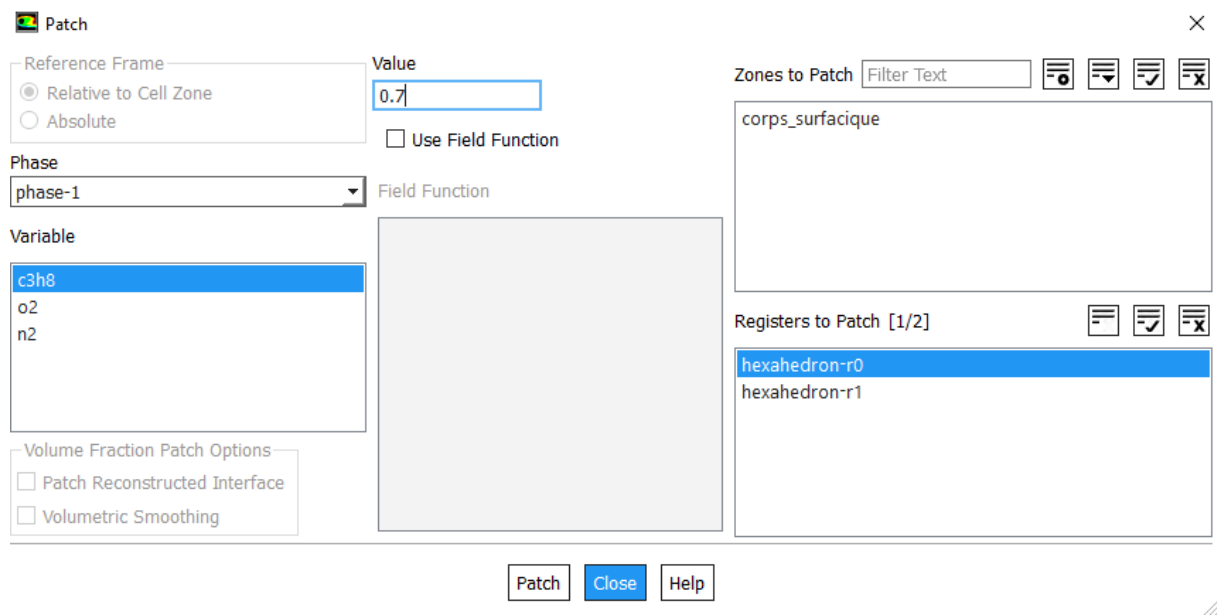 Patch
Reference Frame
Relative to Cell Zone
Absolute
Phase
phase-1
Variable
c3h8
o2
n2
Volume Fraction Patch Options
Patch Reconstructed Interface
Volumetric Smoothing
Value
0.7
Use Field Function
Field Function
Zones to Patch Filter Text
corps_surfacique
Registers to Patch [1/2]
hexahedron-r0
hexahedron-r1
Patch Close Help